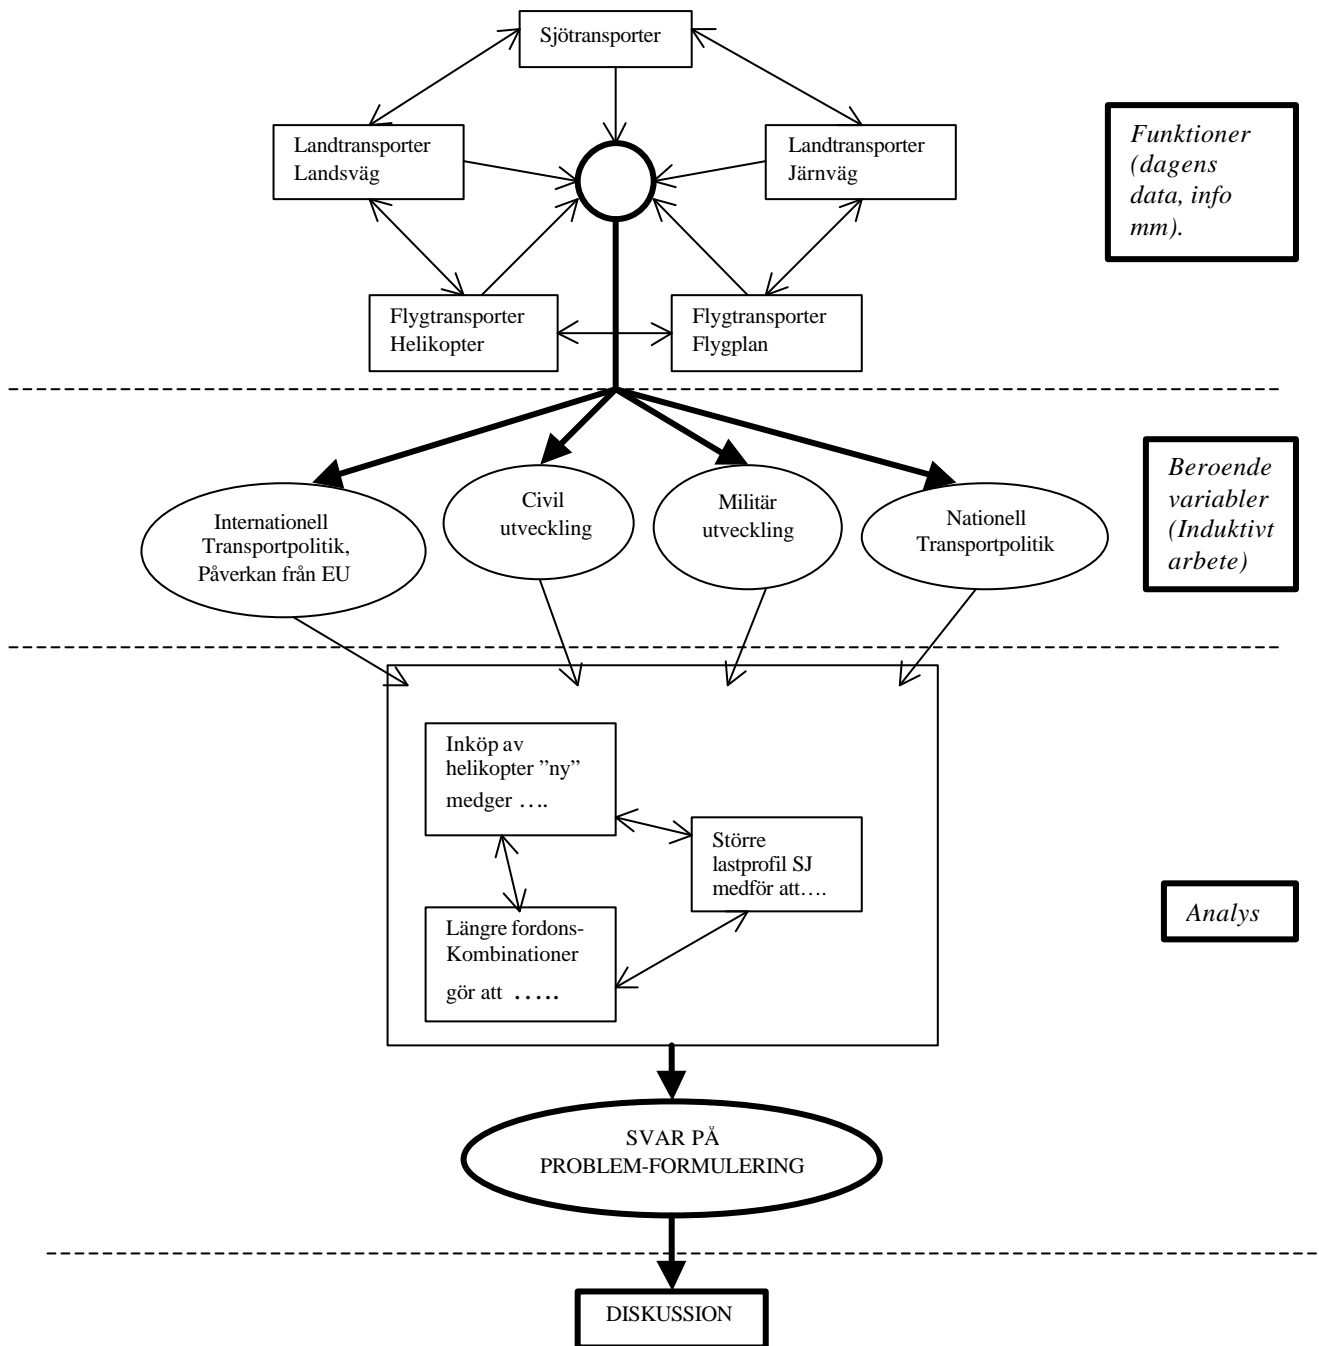 Sjötransporter
Landtransporter
Landsväg
Landtransporter
Järnväg
Funktioner
(dagens
data, info
mm).
Flygtransporter
Helikopter
Flygtransporter
Flygplan
Internationell
Transportpolitik,
Påverkan från EU
Civil
utveckling
Militär
utveckling
Nationell
Transportpolitik
Beroende
variabler
(Induktivt
arbete)
Inköp av
helikopter ”ny”
medger ….
Större
lastprofil SJ
medför att….
Längre fordons-
Kombinationer
gör att …..
Analys
SVAR PÅ
PROBLEM-FORMULERING
DISKUSSION